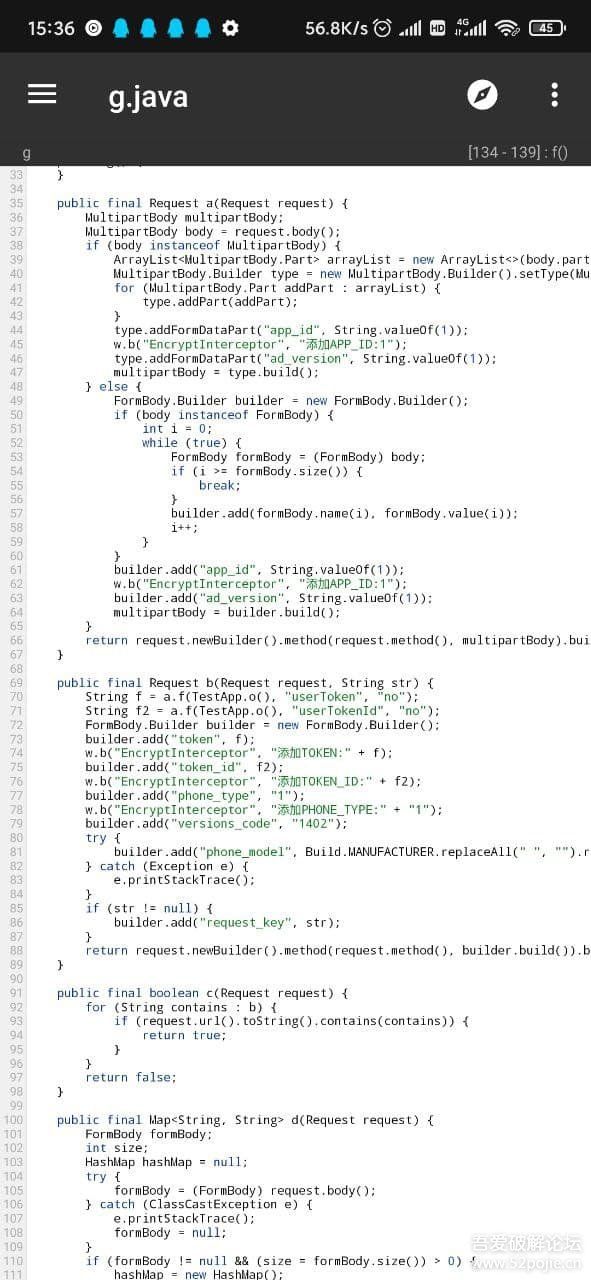 15:36 56.8K/s HD 4G 45
g.java
g [134 - 139] : f()
33 }
34
35 public final Request a(Request request) {
36 MultipartBody multipartBody;
37 MultipartBody body = request.body();
38 if (body instanceof MultipartBody) {
39 ArrayList<MultipartBody.Part> arrayList = new ArrayList<>(body.part
40 MultipartBody.Builder type = new MultipartBody.Builder().setType(Mu
41 for (MultipartBody.Part addPart : arrayList) {
42 type.addPart(addPart);
43 }
44 type.addFormDataPart("app_id", String.valueOf(1));
45 w.b("EncryptInterceptor", "添加APP_ID:1");
46 type.addFormDataPart("ad_version", String.valueOf(1));
47 multipartBody = type.build();
48 } else {
49 FormBody.Builder builder = new FormBody.Builder();
50 if (body instanceof FormBody) {
51 int i = 0;
52 while (true) {
53 FormBody formBody = (FormBody) body;
54 if (i >= formBody.size()) {
55 break;
56 }
57 builder.add(formBody.name(i), formBody.value(i));
58 i++;
59 }
60 }
61 builder.add("app_id", String.valueOf(1));
62 w.b("EncryptInterceptor", "添加APP_ID:1");
63 builder.add("ad_version", String.valueOf(1));
64 multipartBody = builder.build();
65 }
66 return request.newBuilder().method(request.method(), multipartBody).bui
67 }
68
69 public final Request b(Request request, String str) {
70 String f = a.f(TestApp.o(), "userToken", "no");
71 String f2 = a.f(TestApp.o(), "userTokenId", "no");
72 FormBody.Builder builder = new FormBody.Builder();
73 builder.add("token", f);
74 w.b("EncryptInterceptor", "添加TOKEN:" + f);
75 builder.add("token_id", f2);
76 w.b("EncryptInterceptor", "添加TOKEN_ID:" + f2);
77 builder.add("phone_type", "1");
78 w.b("EncryptInterceptor", "添加PHONE_TYPE:" + "1");
79 builder.add("versions_code", "1402");
80 try {
81 builder.add("phone_model", Build.MANUFACTURER.replaceAll(" ", "").r
82 } catch (Exception e) {
83 e.printStackTrace();
84 }
85 if (str != null) {
86 builder.add("request_key", str);
87 }
88 return request.newBuilder().method(request.method(), builder.build()).b
89 }
90
91 public final boolean c(Request request) {
92 for (String contains : b) {
93 if (request.url().toString().contains(contains)) {
94 return true;
95 }
96 }
97 return false;
98 }
99
100 public final Map<String, String> d(Request request) {
101 FormBody formBody;
102 int size;
103 HashMap hashMap = null;
104 try {
105 formBody = (FormBody) request.body();
106 } catch (ClassCastException e) {
107 e.printStackTrace();
108 formBody = null;
109 }
110 if (formBody != null && (size = formBody.size()) > 0) {
111 hashMap = new HashMap();
吾爱破解论坛
www.52pojie.cn